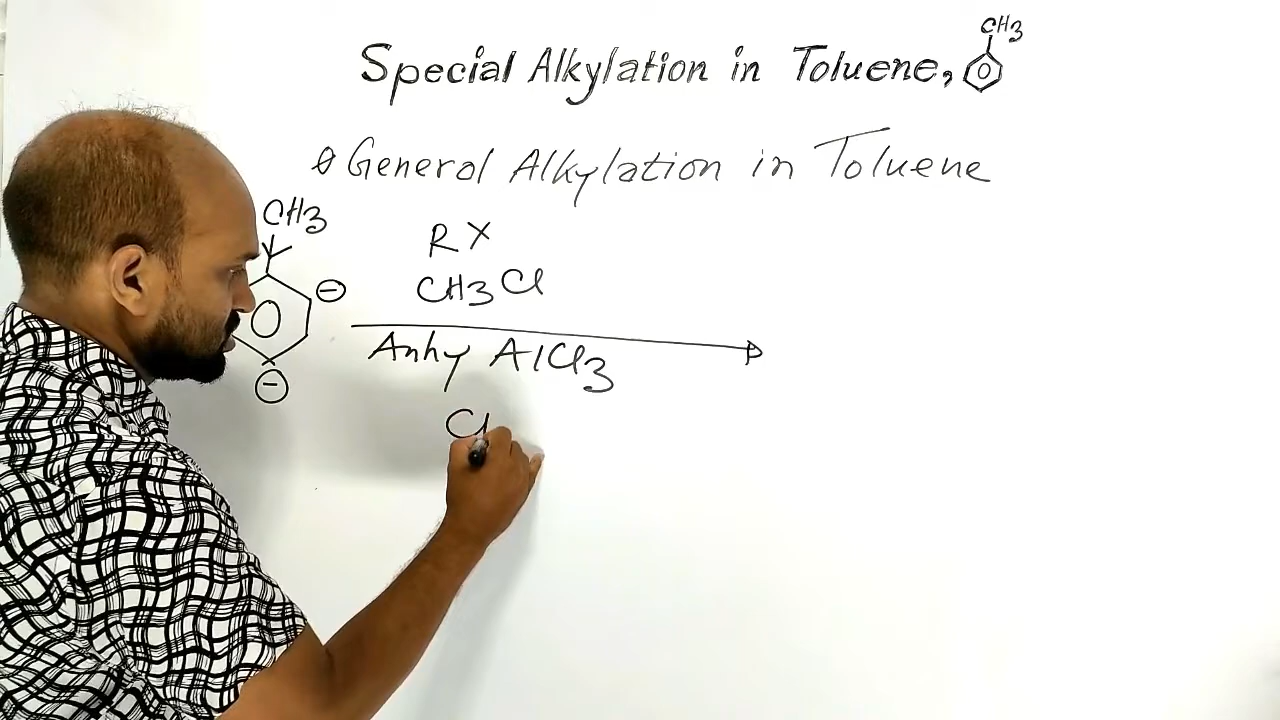 Special Alkylation in Toluene, CH3
General Alkylation in Toluene
CH3
RX
CH3Cl
Anhy AlCl3
C